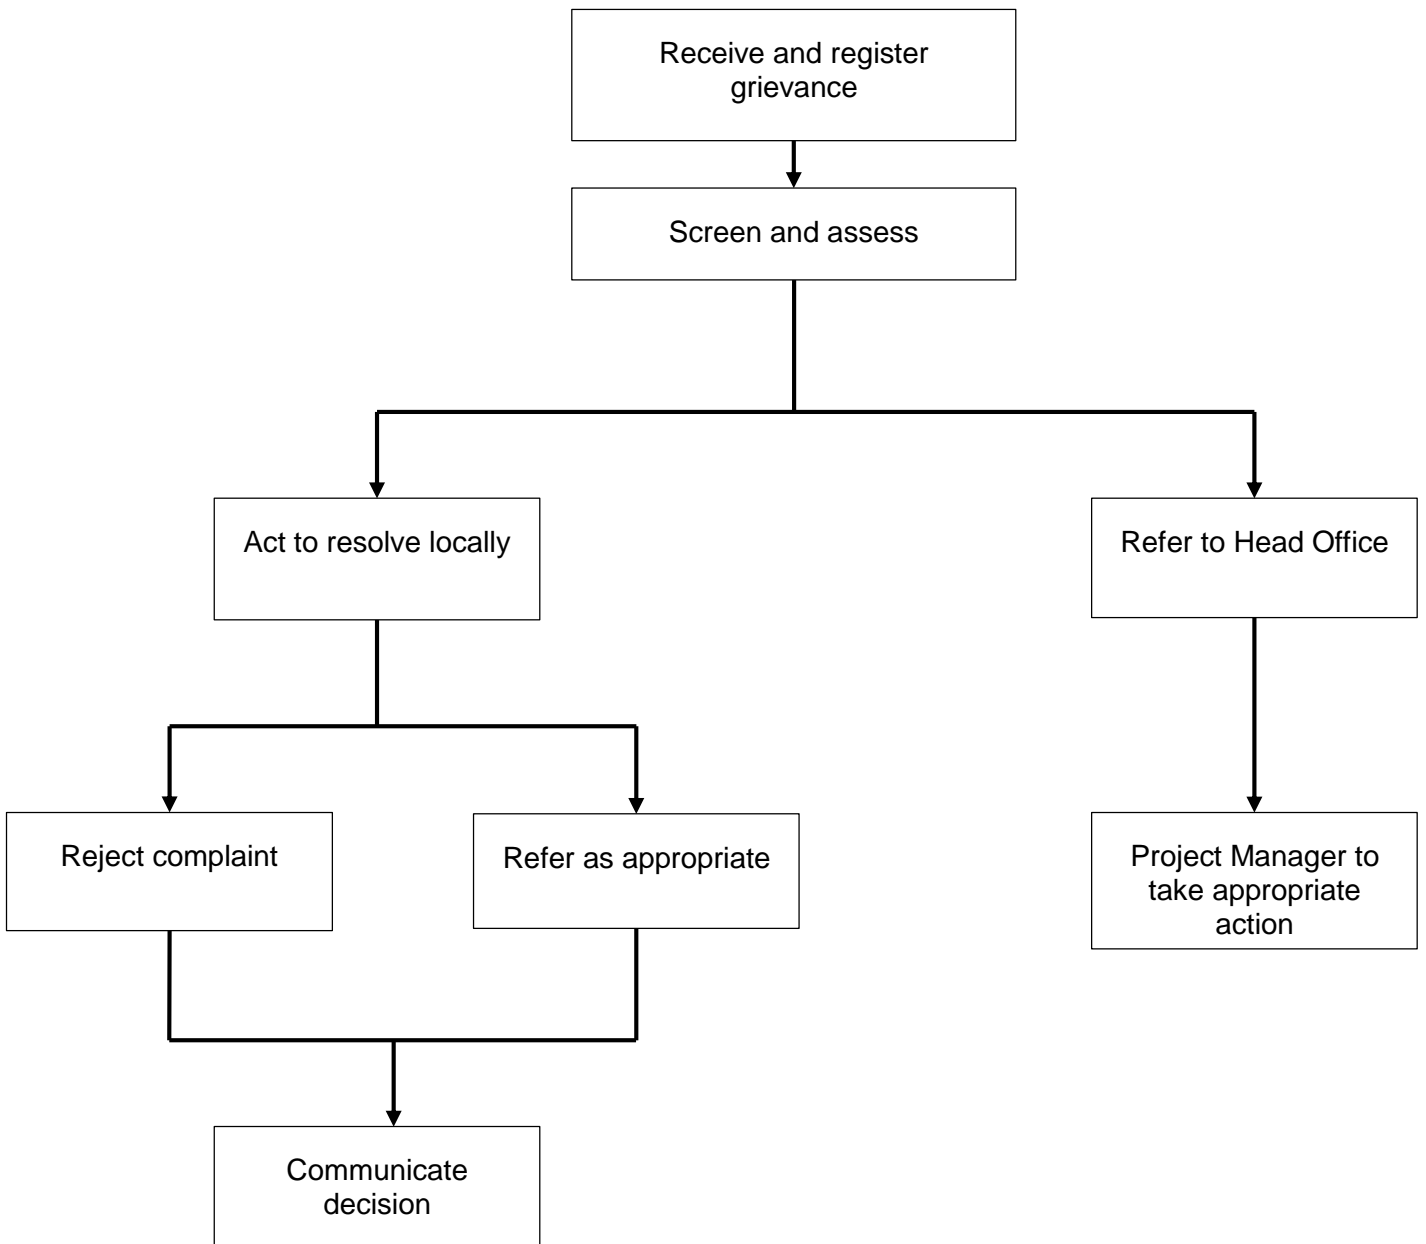 Receive and register
grievance
Screen and assess
Act to resolve locally
Refer to Head Office
Reject complaint
Refer as appropriate
Project Manager to
take appropriate
action
Communicate
decision